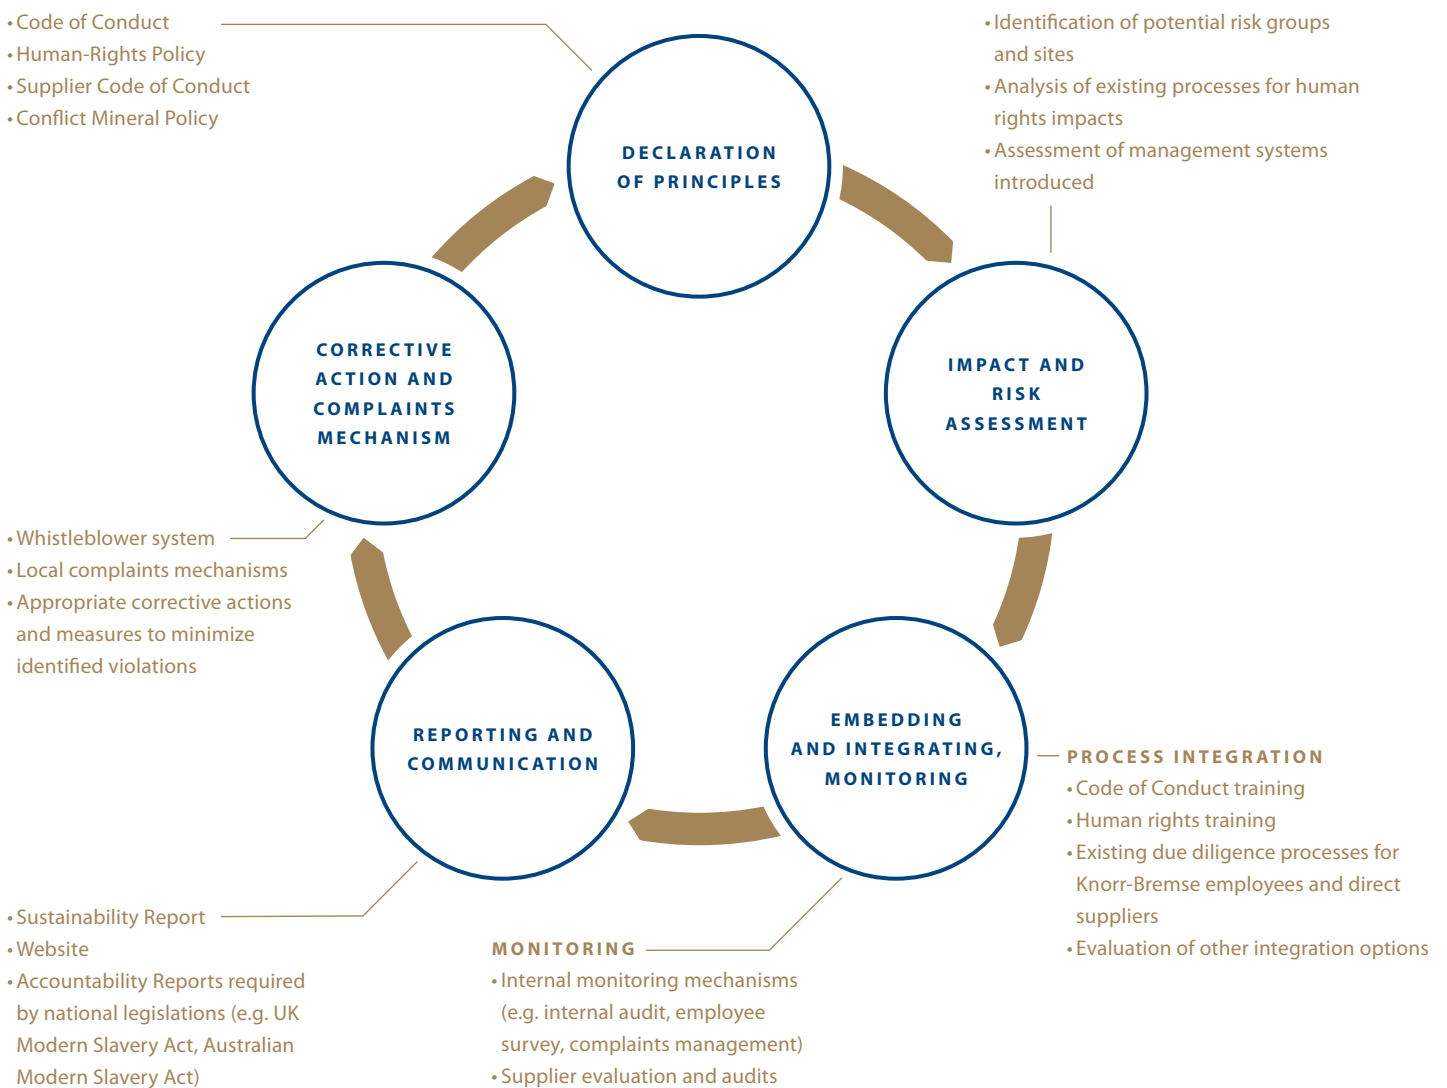 • Code of Conduct
• Human-Rights Policy
• Supplier Code of Conduct
• Conflict Mineral Policy
DECLARATION
OF PRINCIPLES
• Identification of potential risk groups
and sites
• Analysis of existing processes for human
rights impacts
• Assessment of management systems
introduced
IMPACT AND
RISK
ASSESSMENT
CORRECTIVE
ACTION AND
COMPLAINTS
MECHANISM
• Whistleblower system
• Local complaints mechanisms
• Appropriate corrective actions
and measures to minimize
identified violations
REPORTING AND
COMMUNICATION
EMBEDDING
AND INTEGRATING,
MONITORING
PROCESS INTEGRATION
• Code of Conduct training
• Human rights training
• Existing due diligence processes for
Knorr-Bremse employees and direct
suppliers
• Evaluation of other integration options
• Sustainability Report
• Website
• Accountability Reports required
by national legislations (e.g. UK
Modern Slavery Act, Australian
Modern Slavery Act)
MONITORING
• Internal monitoring mechanisms
(e.g. internal audit, employee
survey, complaints management)
• Supplier evaluation and audits